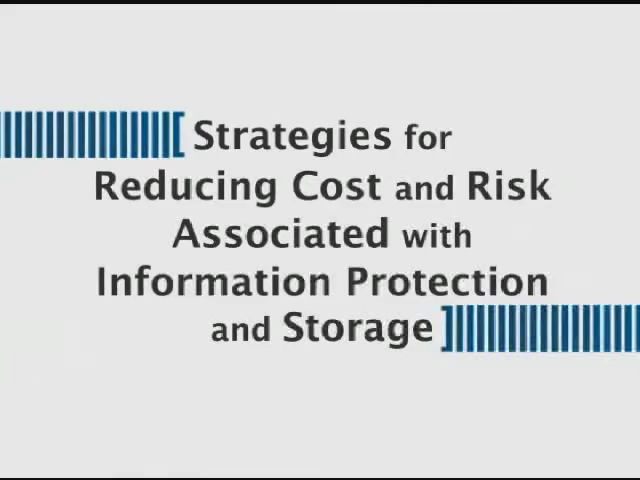 Strategies for
Reducing Cost and Risk
Associated with
Information Protection
and Storage